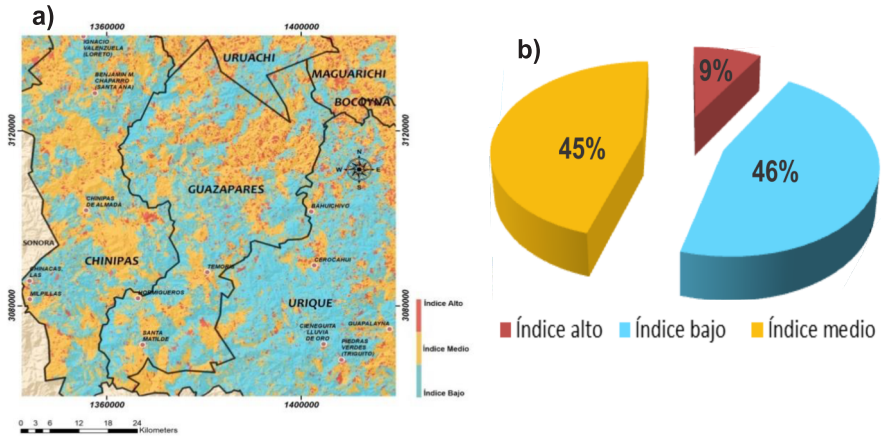 a)
1360000
1400000
IGNACIO
VALENZUELA
(LORETO)
URUACHI
BENJAMIN M.
CHAPARRO
(SANTA ANA)
MAGUARICHI
BOCOYNA
3120000
3120000
N
W
E
S
GUAZAPARES
CHINIPAS
DE ALMADA
BAHUICHIVO
SONORA
CHINIPAS
CEROCAHUI
TEMORIS
CHINACAS,
LAS
MILPILLAS
HORMIGUEROS
URIQUE
3080000
3080000
SANTA
MATILDE
CIENEGUITA
LLUVIA
DE ORO
GUAPALAYNA
PIEDRAS
VERDES
(TRIGUITO)
Índice Alto
Índice Medio
Índice Bajo
1360000
1400000
0 3 6 12 18 24
Kilometers
b)
9%
45%
46%
Índice alto
Índice bajo
Índice medio